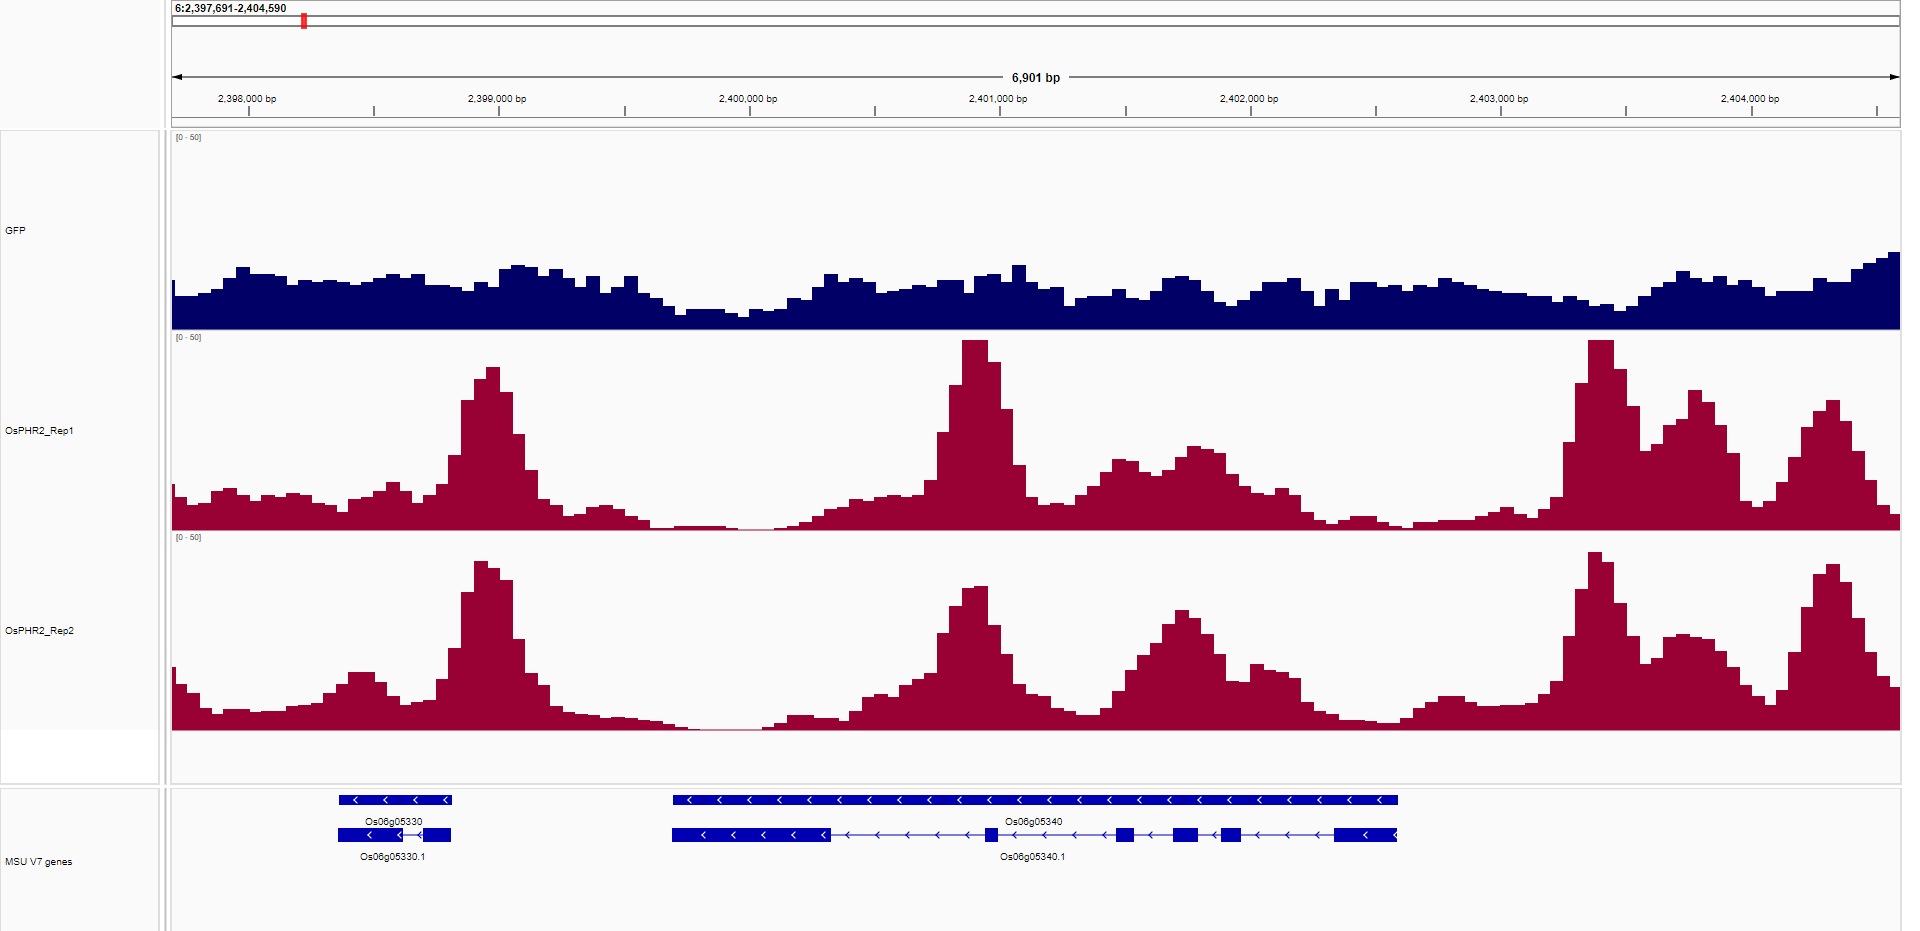 6:2,397,691-2,404,590
6,901 bp
2,398,000 bp 2,399,000 bp 2,400,000 bp 2,401,000 bp 2,402,000 bp 2,403,000 bp 2,404,000 bp
[0 - 50]
GFP
[0 - 50]
OsPHR2_Rep1
[0 - 50]
OsPHR2_Rep2
Os06g05330 Os06g05340
Os06g05330.1 Os06g05340.1
MSU V7 genes